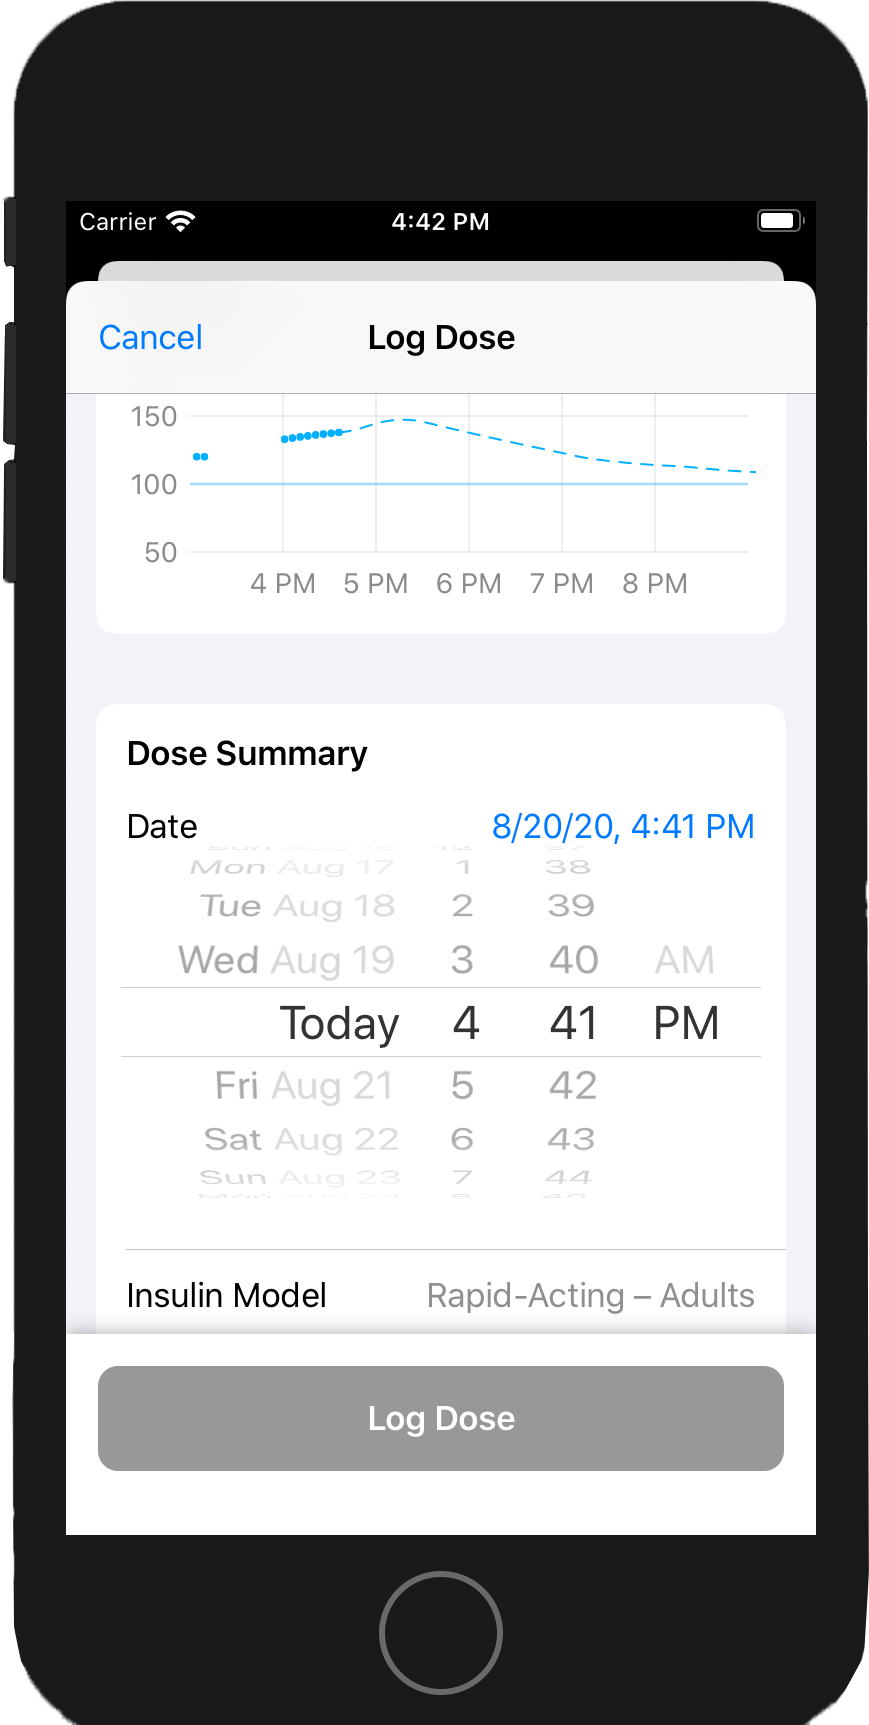 Carrier 4:42 PM
Cancel Log Dose
150
100
50
4 PM 5 PM 6 PM 7 PM 8 PM
Dose Summary
Date 8/20/20, 4:41 PM
Mon Aug 17 1 38
Tue Aug 18 2 39
Wed Aug 19 3 40 AM
Today 4 41 PM
Fri Aug 21 5 42
Sat Aug 22 6 43
Sun Aug 23 7 44
Insulin Model Rapid-Acting – Adults
Log Dose